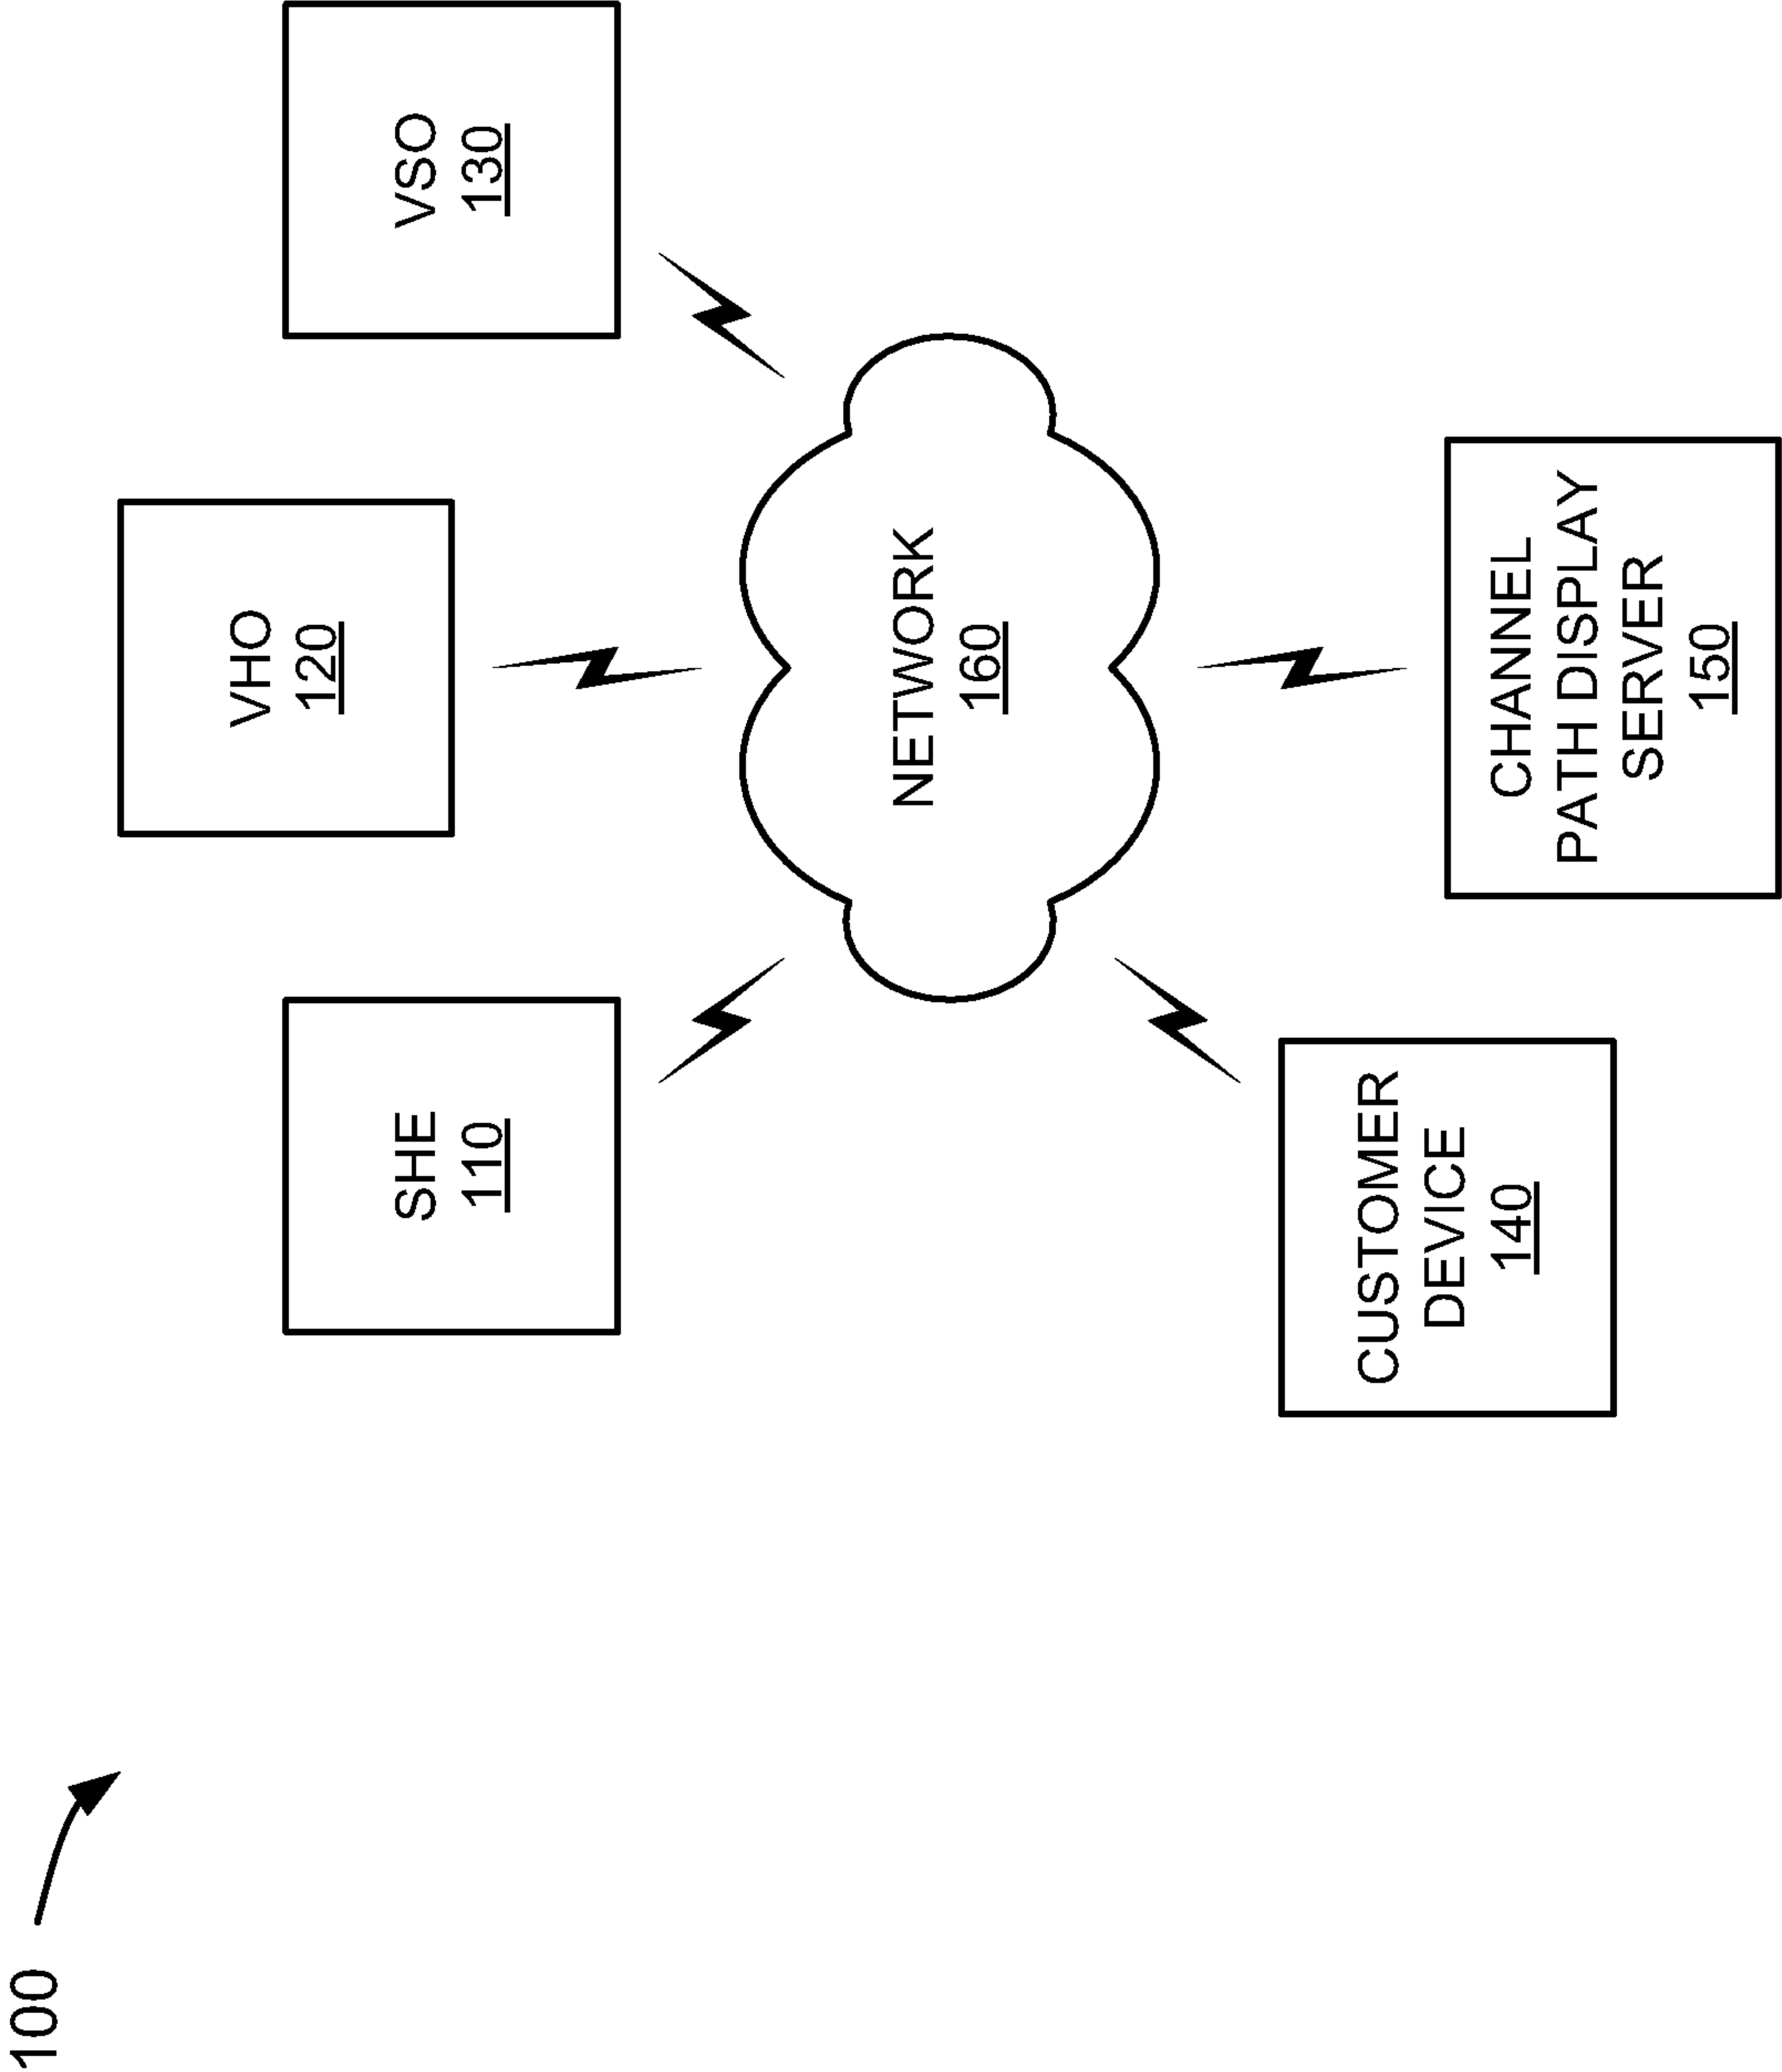 100
VHO
120
SHE
110
VSO
130
NETWORK
160
CUSTOMER
DEVICE
140
CHANNEL
PATH DISPLAY
SERVER
150